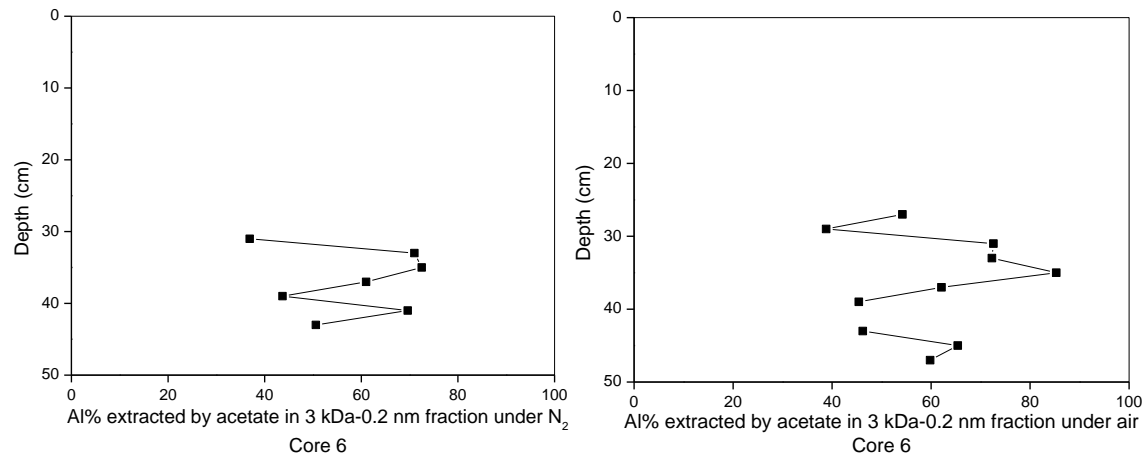 0
10
20
30
40
50
0 20 40 60 80 100
Depth (cm)
Al% extracted by acetate in 3 kDa-0.2 nm fraction under N2
Core 6
0
10
20
30
40
50
0 20 40 60 80 100
Depth (cm)
Al% extracted by acetate in 3 kDa-0.2 nm fraction under air
Core 6